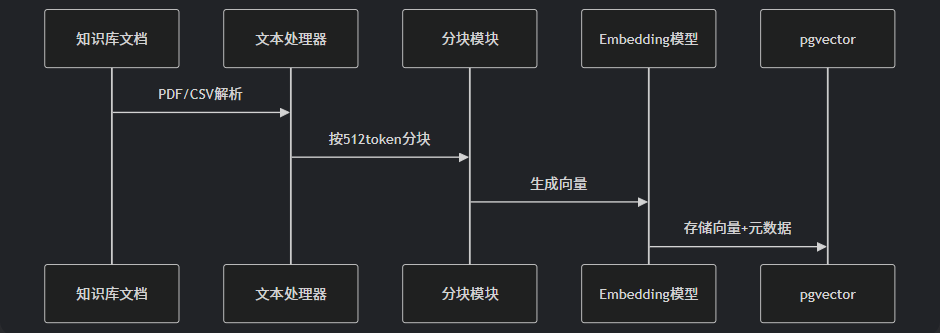 知识库文档
文本处理器
分块模块
Embedding模型
pgvector
PDF/CSV解析
按512token分块
生成向量
存储向量+元数据
知识库文档
文本处理器
分块模块
Embedding模型
pgvector